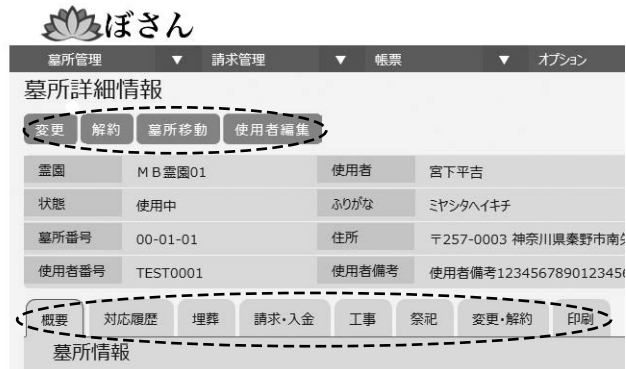 ぼさん
墓所管理 ▼ 請求管理 ▼ 帳票 ▼ オプション
墓所詳細情報
変更 解約 墓所移動 使用者編集
霊園 MB霊園01 使用者 宮下平吉
状態 使用中 ふりがな ミヤシタヘイキチ
墓所番号 00-01-01 住所 〒257-0003 神奈川県秦野市南
使用者番号 TEST0001 使用者備考 使用者備考123456789012345
概要 対応履歴 埋葬 請求・入金 工事 祭祀 変更・解約 印刷
墓所情報